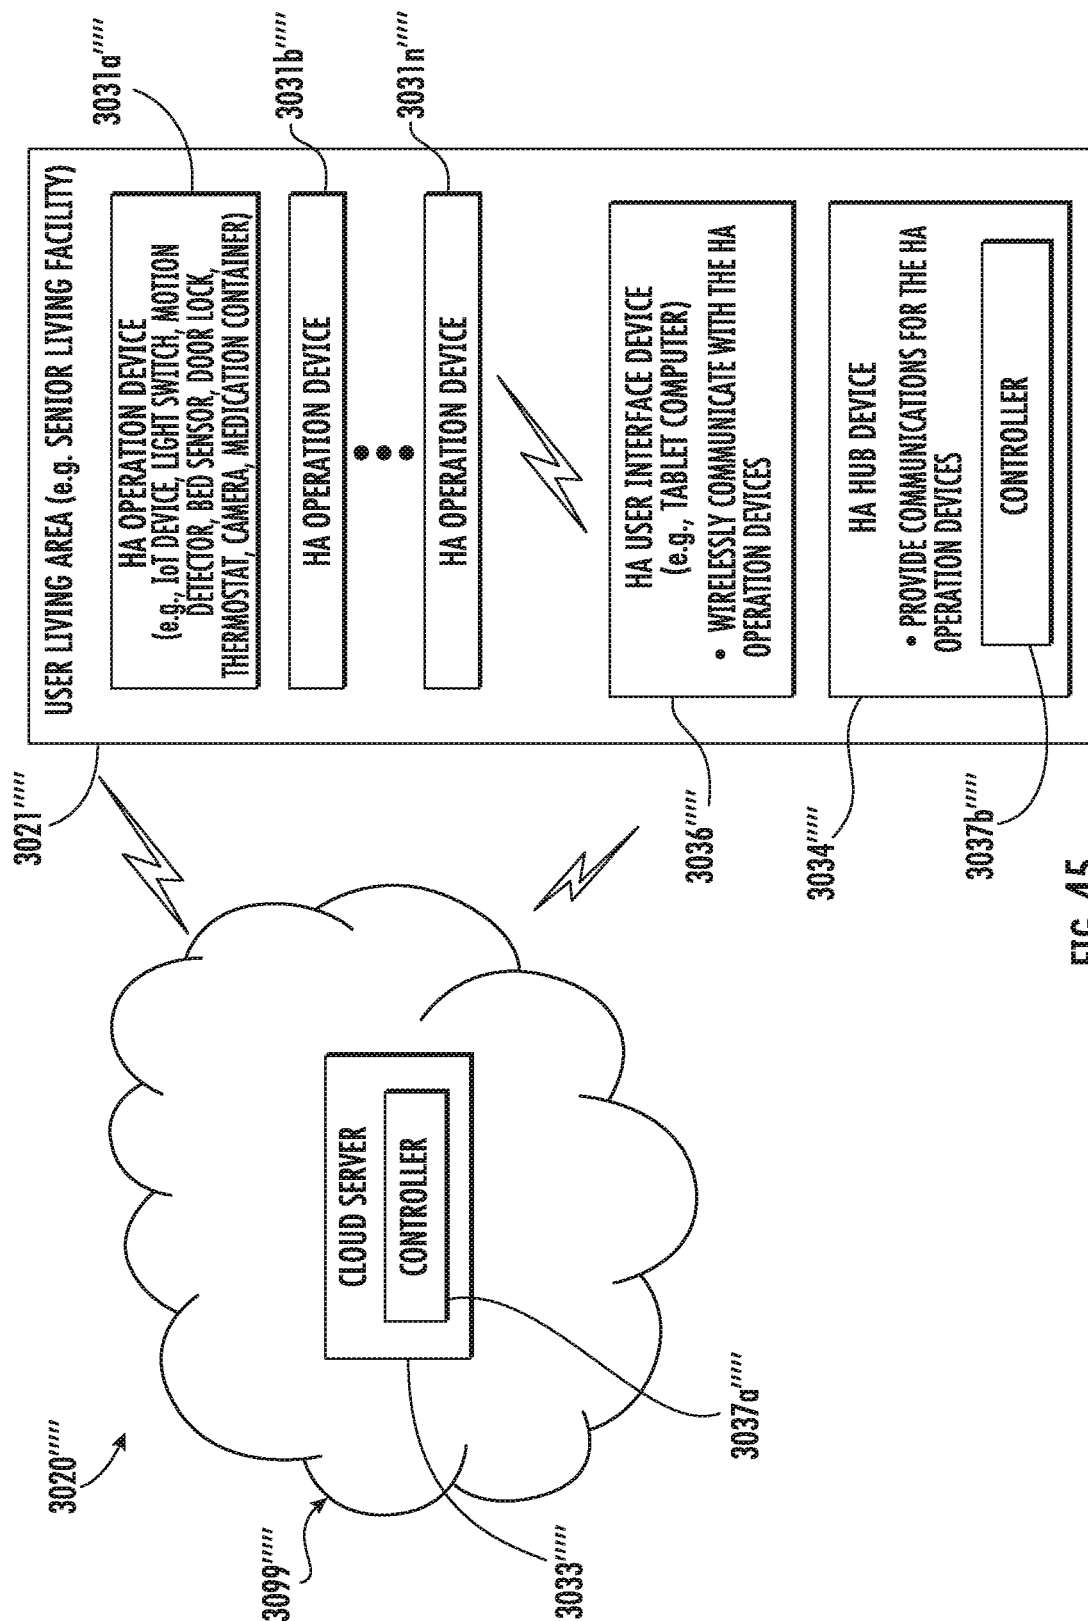 3020'''''
3099'''''
3033'''''
CLOUD SERVER
CONTROLLER
3037a'''''
3021'''''
USER LIVING AREA (e.g. SENIOR LIVING FACILITY)
HA OPERATION DEVICE
(e.g., IoT DEVICE, LIGHT SWITCH, MOTION
DETECTOR, BED SENSOR, DOOR LOCK,
THERMOSTAT, CAMERA, MEDICATION CONTAINER)
3031a'''''
HA OPERATION DEVICE
3031b'''''
HA OPERATION DEVICE
3031n'''''
HA USER INTERFACE DEVICE
(e.g., TABLET COMPUTER)
• WIRELESSLY COMMUNICATE WITH THE HA
OPERATION DEVICES
3036'''''
HA HUB DEVICE
• PROVIDE COMMUNICATIONS FOR THE HA
OPERATION DEVICES
3034'''''
CONTROLLER
3037b'''''
FIG. 45